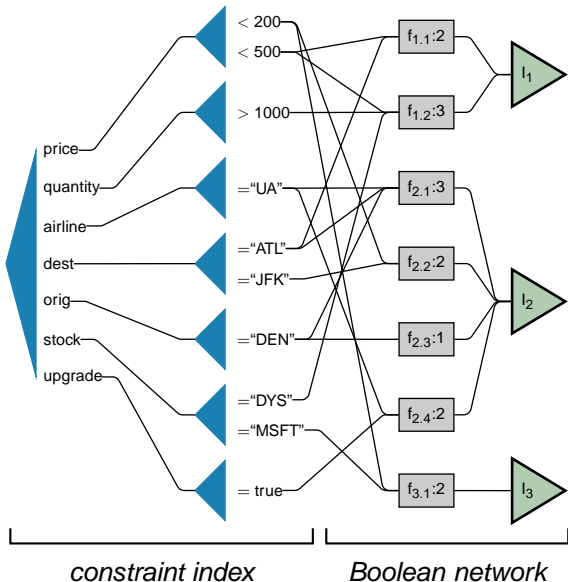 price
quantity
airline
dest
orig
stock
upgrade
< 200
< 500
> 1000
=“UA”
=“ATL”
=“JFK”
=“DEN”
=“DYS”
=“MSFT”
= true
f1.1:2
f1.2:3
f2.1:3
f2.2:2
f2.3:1
f2.4:2
f3.1:2
I1
I2
I3
constraint index
Boolean network